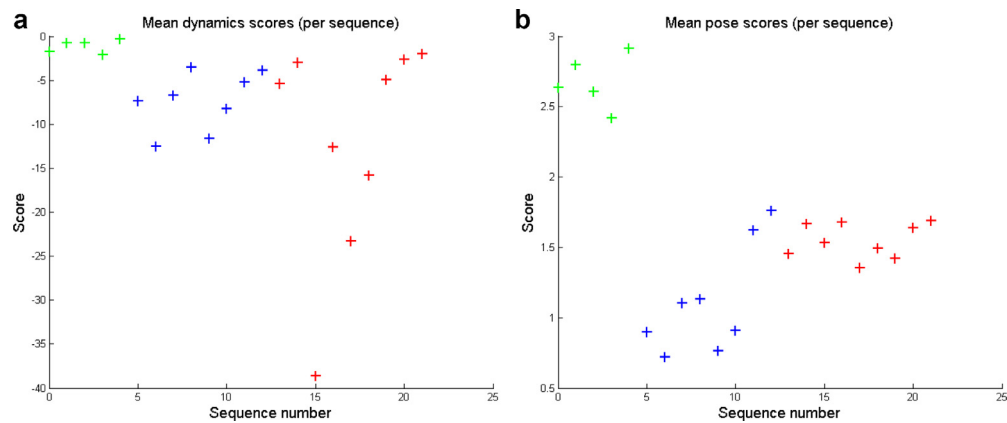 a
Mean dynamics scores (per sequence)
0
-5
-10
-15
-20
-25
-30
-35
-40
Score
0 5 10 15 20 25
Sequence number
b
Mean pose scores (per sequence)
3
2.5
2
1.5
1
0.5
Score
0 5 10 15 20 25
Sequence number